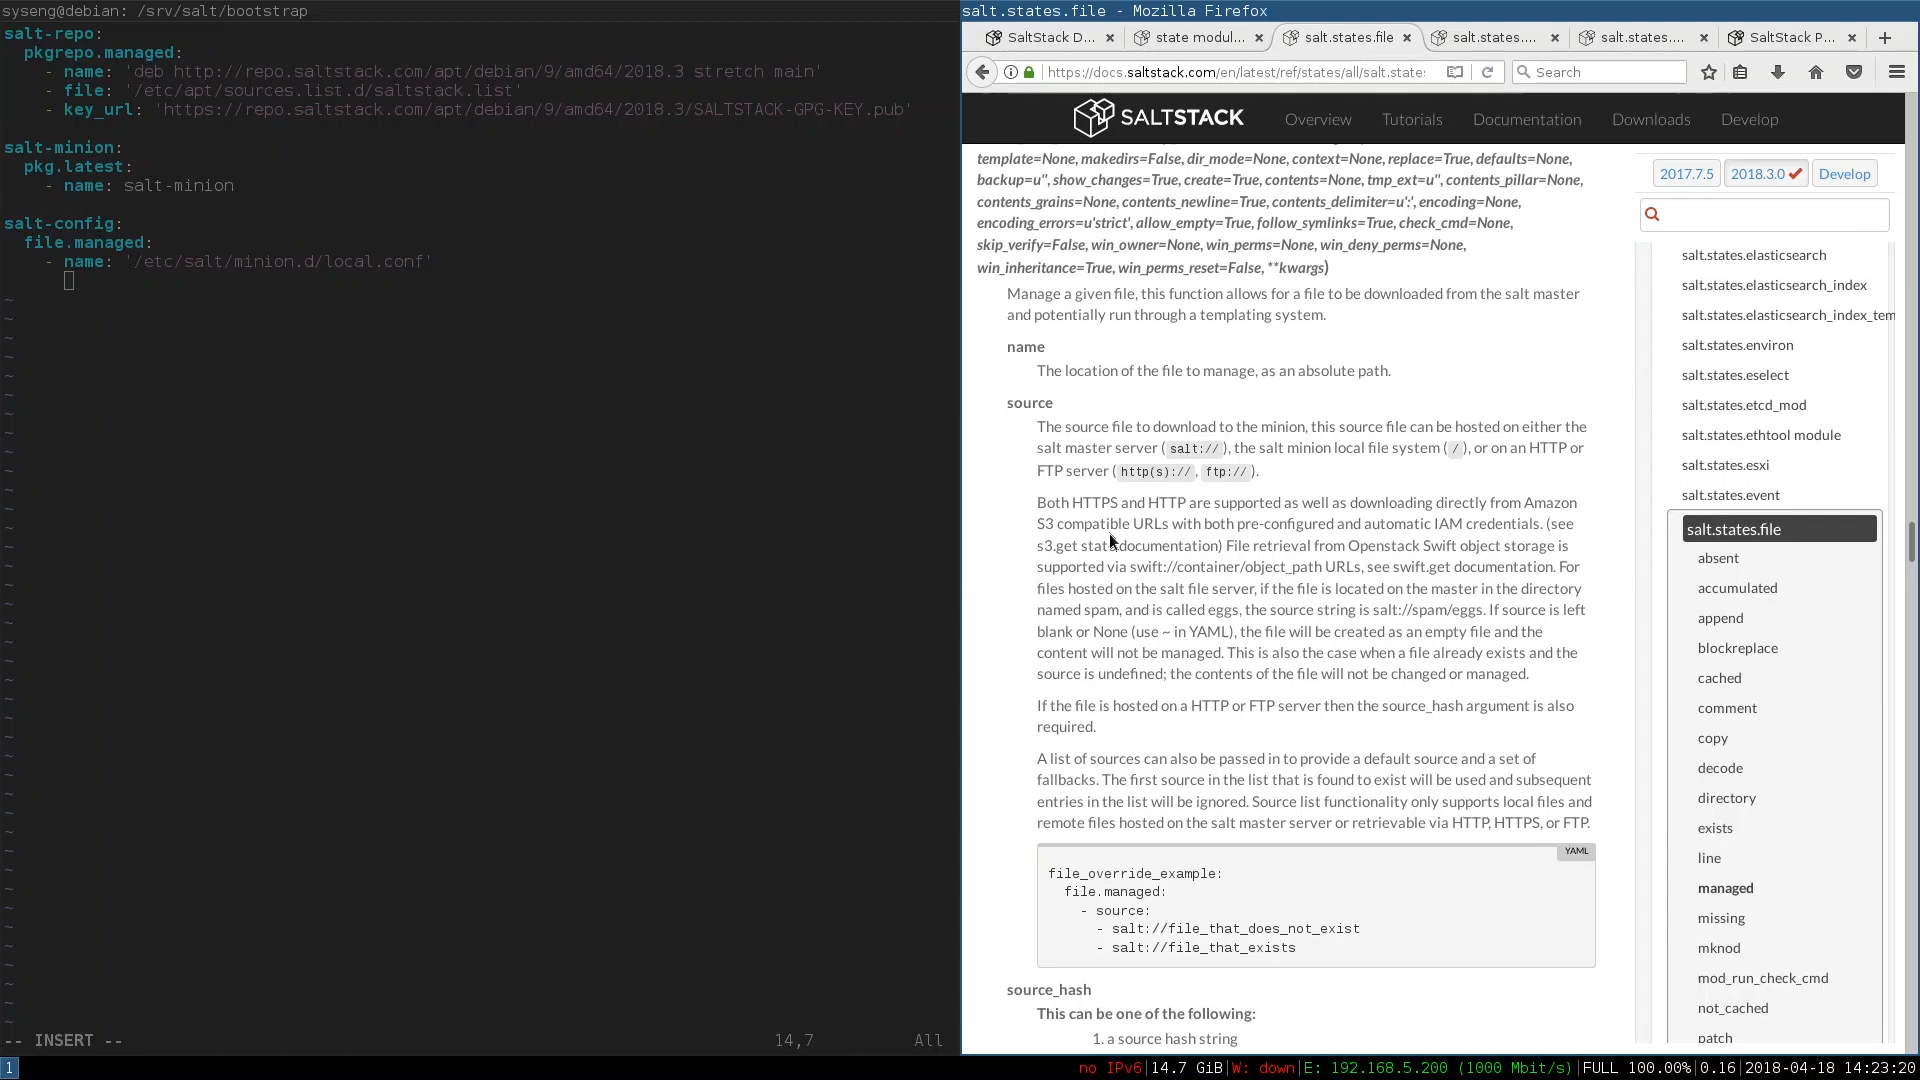 syseng@debian: /srv/salt/bootstrap
salt-repo:
pkgrepo.managed:
- name: 'deb http://repo.saltstack.com/apt/debian/9/amd64/2018.3 stretch main'
- file: '/etc/apt/sources.list.d/saltstack.list'
- key_url: 'https://repo.saltstack.com/apt/debian/9/amd64/2018.3/SALTSTACK-GPG-KEY.pub'
salt-minion:
pkg.latest:
- name: salt-minion
salt-config:
file.managed:
- name: '/etc/salt/minion.d/local.conf'
-- INSERT --
14,7
All
salt.states.file - Mozilla Firefox
SaltStack D...
state modul...
salt.states.file
salt.states....
salt.states....
SaltStack P...
https://docs.saltstack.com/en/latest/ref/states/all/salt.state:
Search
SALTSTACK
Overview
Tutorials
Documentation
Downloads
Develop
template=None, makedirs=False, dir_mode=None, context=None, replace=True, defaults=None,
backup=u'', show_changes=True, create=True, contents=None, tmp_ext=u'', contents_pillar=None,
contents_grains=None, contents_newline=True, contents_delimiter=u':', encoding=None,
encoding_errors=u'strict', allow_empty=True, follow_symlinks=True, check_cmd=None,
skip_verify=False, win_owner=None, win_perms=None, win_deny_perms=None,
win_inheritance=True, win_perms_reset=False, **kwargs)
Manage a given file, this function allows for a file to be downloaded from the salt master
and potentially run through a templating system.
name
The location of the file to manage, as an absolute path.
source
The source file to download to the minion, this source file can be hosted on either the
salt master server (salt://), the salt minion local file system (/), or on an HTTP or
FTP server (http(s)://, ftp://).
Both HTTPS and HTTP are supported as well as downloading directly from Amazon
S3 compatible URLs with both pre-configured and automatic IAM credentials. (see
s3.get state documentation) File retrieval from Openstack Swift object storage is
supported via swift://container/object_path URLs, see swift.get documentation. For
files hosted on the salt file server, if the file is located on the master in the directory
named spam, and is called eggs, the source string is salt://spam/eggs. If source is left
blank or None (use ~ in YAML), the file will be created as an empty file and the
content will not be managed. This is also the case when a file already exists and the
source is undefined; the contents of the file will not be changed or managed.
If the file is hosted on a HTTP or FTP server then the source_hash argument is also
required.
A list of sources can also be passed in to provide a default source and a set of
fallbacks. The first source in the list that is found to exist will be used and subsequent
entries in the list will be ignored. Source list functionality only supports local files and
remote files hosted on the salt master server or retrievable via HTTP, HTTPS, or FTP.
YAML
file_override_example:
file.managed:
- source:
- salt://file_that_does_not_exist
- salt://file_that_exists
source_hash
This can be one of the following:
1. a source hash string
2017.7.5
2018.3.0
Develop
salt.states.elasticsearch
salt.states.elasticsearch_index
salt.states.elasticsearch_index_tem
salt.states.environ
salt.states.eselect
salt.states.etcd_mod
salt.states.ethtool module
salt.states.esxi
salt.states.event
salt.states.file
absent
accumulated
append
blockreplace
cached
comment
copy
decode
directory
exists
line
managed
missing
mknod
mod_run_check_cmd
not_cached
patch
1
no IPv6|14.7 GiB|W: down|E: 192.168.5.200 (1000 Mbit/s)|FULL 100.00%|0.16|2018-04-18 14:23:20